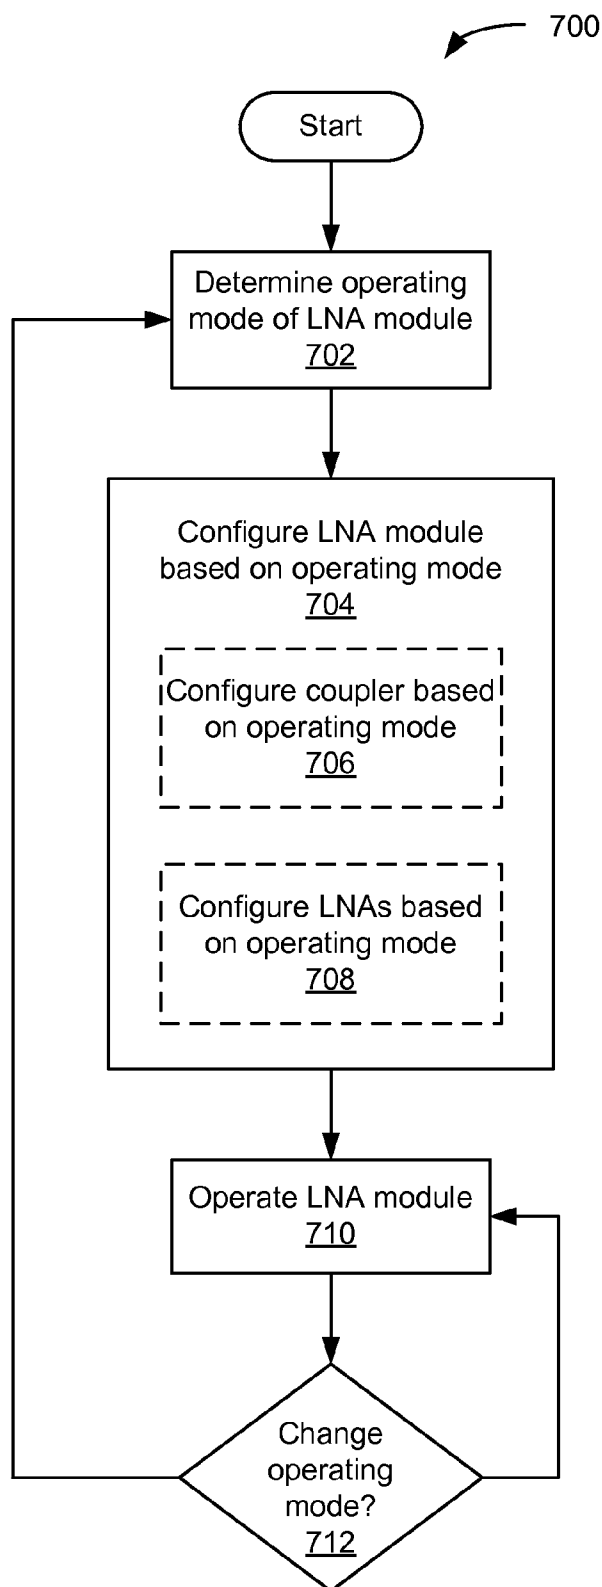 700
Start
Determine operating
mode of LNA module
702
Configure LNA module
based on operating mode
704
Configure coupler based
on operating mode
706
Configure LNAs based
on operating mode
708
Operate LNA module
710
Change
operating
mode?
712